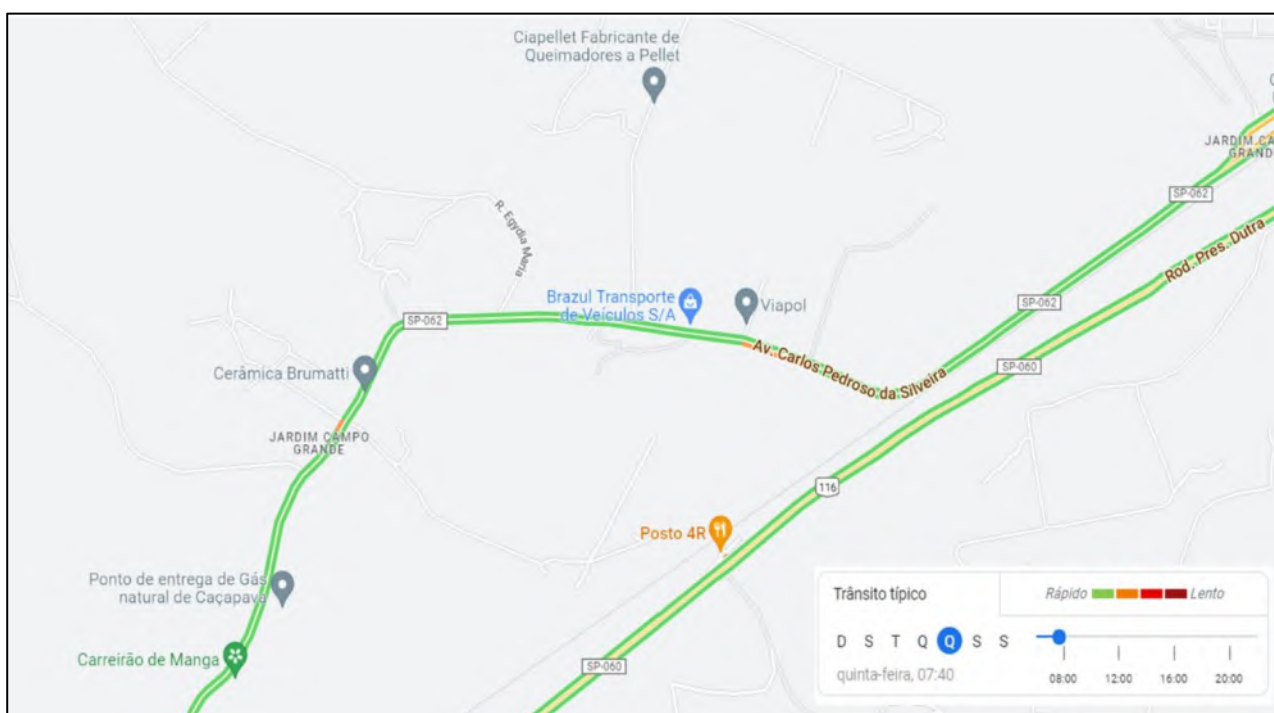 Ciapellet Fabricante de
Queimadores a Pellet
JARDIM CA
GRAND
SP-062
R. Egydia Maria
Rod. Pres. Dutra
Brazul Transporte
de Veículos S/A
Viapol
SP-062
SP-062
Av. Carlos Pedroso da Silveira
SP-060
Cerâmica Brumatti
JARDIM CAMPO
GRANDE
116
Posto 4R
Ponto de entrega de Gás
natural de Caçapava
Carreirão de Manga
SP-060
Trânsito típico
Rápido
Lento
D S T Q Q S S
quinta-feira, 07:40
08:00 12:00 16:00 20:00